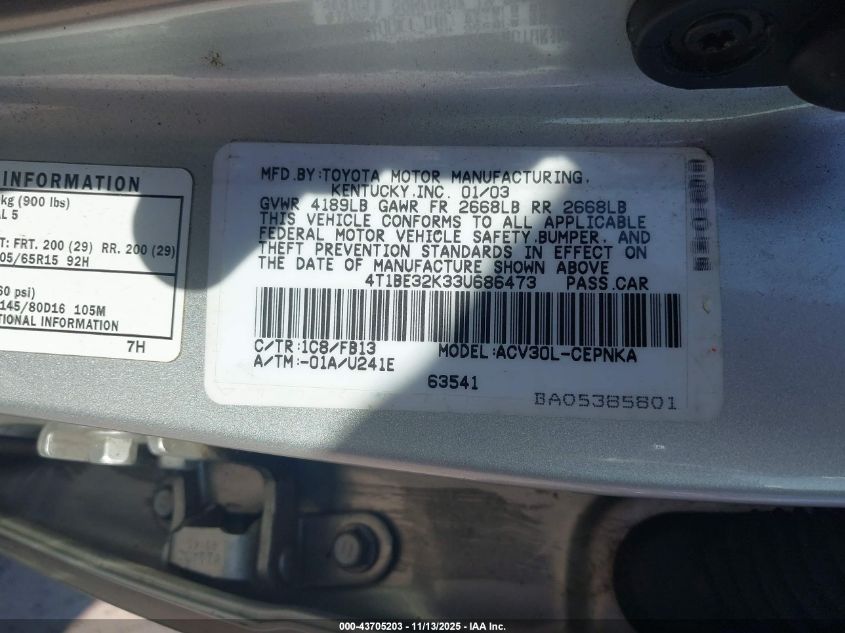 INFORMATION
kg (900 lbs)
AL 5
T: FRT. 200 (29) RR. 200 (29)
05/65R15 92H
60 psi)
145/80D16 105M
TIONAL INFORMATION
7H
MFD.BY:TOYOTA MOTOR MANUFACTURING.
KENTUCKY.INC. 01/03
GVWR 4189LB GAWR FR 2668LB RR 2668LB
THIS VEHICLE CONFORMS TO ALL APPLICABLE
FEDERAL MOTOR VEHICLE SAFETY.BUMPER. AND
THEFT PREVENTION STANDARDS IN EFFECT ON
THE DATE OF MANUFACTURE SHOWN ABOVE
4T1BE32K33U686473 PASS.CAR
C/TR:1C8/FB13 MODEL:ACV30L-CEPNKA
A/TM:-01A/U241E
63541
BA05385801
000-43705203 - 11/13/2025 - IAA Inc.